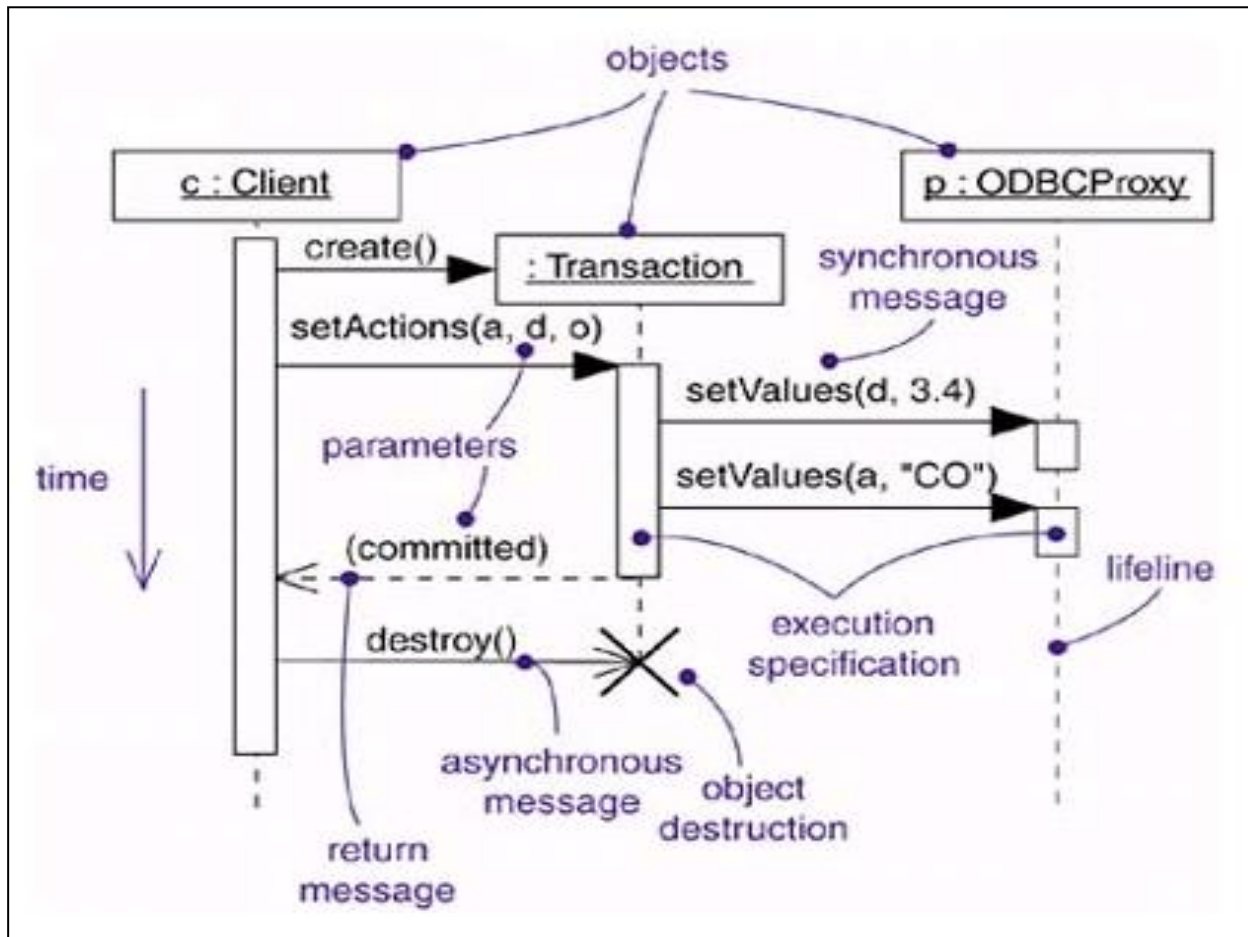 objects
c : Client
p : ODBCProxy
create()
: Transaction
synchronous
message
setActions(a, d, o)
setValues(d, 3.4)
parameters
time
setValues(a, "CO")
(committed)
lifeline
execution
specification
destroy()
asynchronous
message
object
destruction
return
message